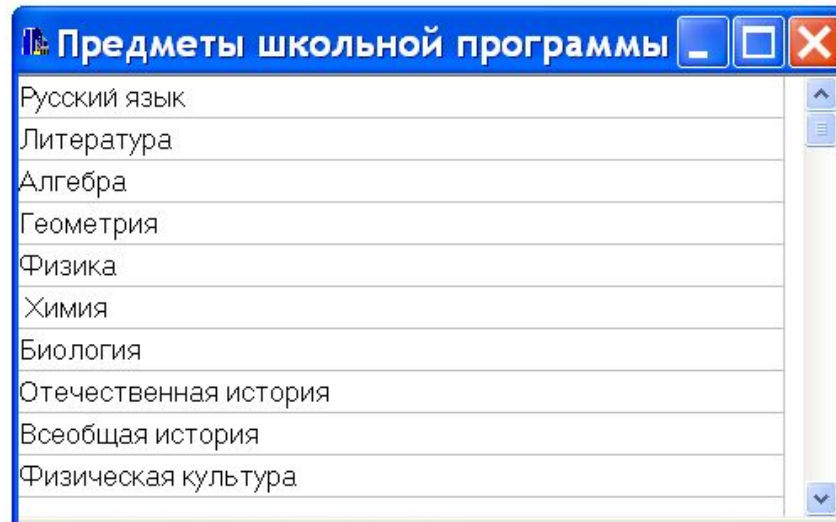 Предметы школьной программы
Русский язык
Литература
Алгебра
Геометрия
Физика
Химия
Биология
Отечественная история
Всеобщая история
Физическая культура